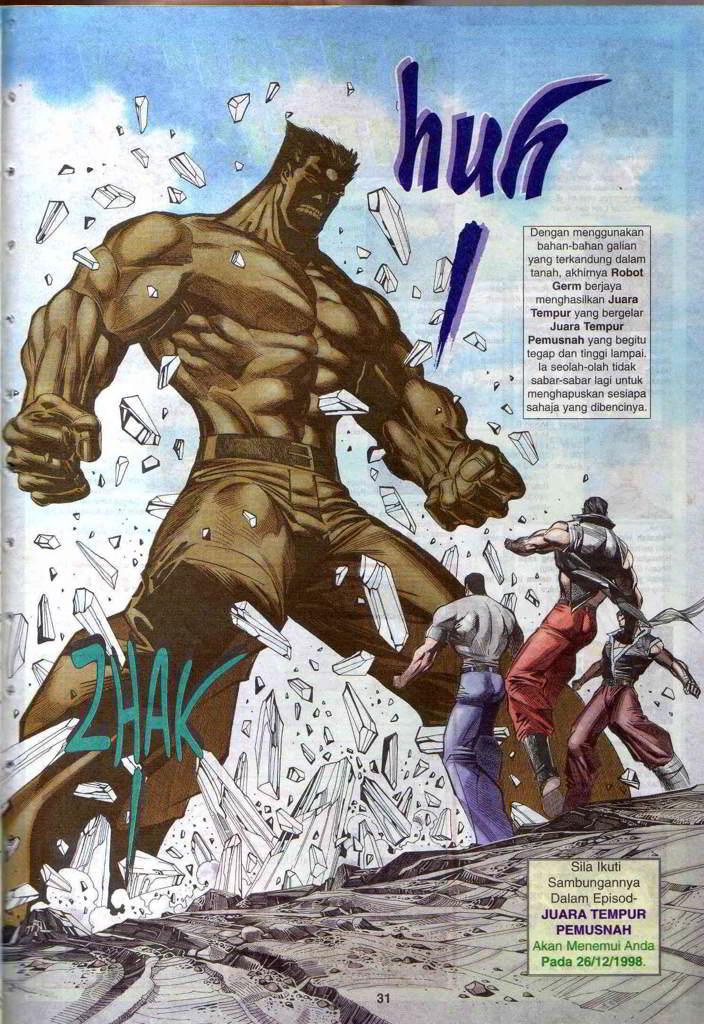 huh!
Dengan menggunakan
bahan-bahan galian
yang terkandung dalam
tanah, akhirnya Robot
Germ berjaya
menghasilkan Juara
Tempur yang bergelar
Juara Tempur
Pemusnah yang begitu
tegap dan tinggi lampai.
Ia seolah-olah tidak
sabar-sabar lagi untuk
menghapuskan sesiapa
sahaja yang dibencinya.
ZHAK!
Sila Ikuti
Sambungannya
Dalam Episod-
JUARA TEMPUR
PEMUSNAH
Akan Menemui Anda
Pada 26/12/1998.
31